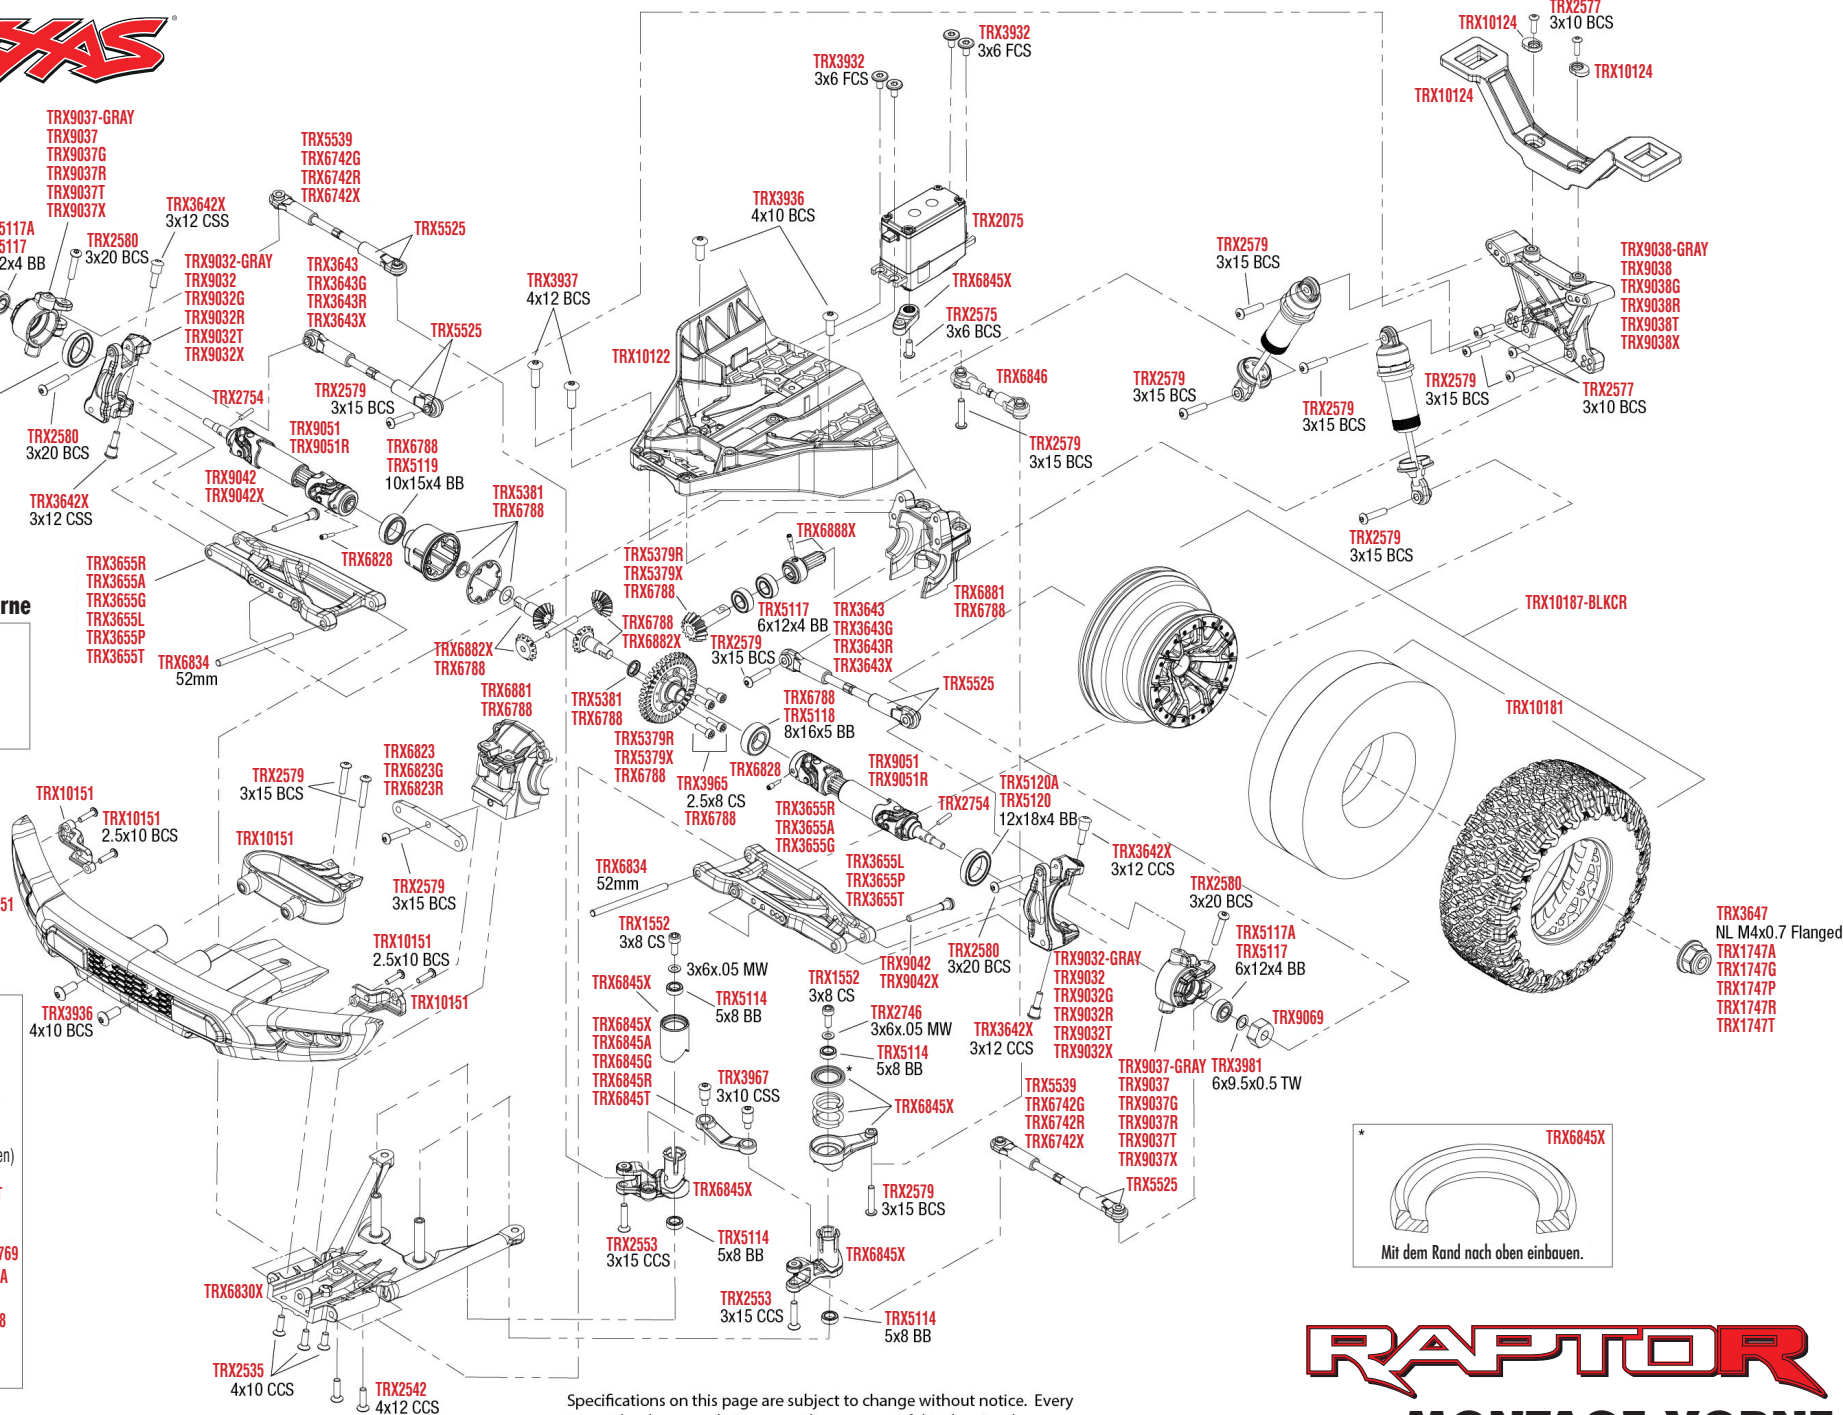 TRX9037-GRAY
TRX9037
TRX9037G
TRX9037R
TRX9037T
TRX9037X
5117A
5117
2x4 BB
TRX2580
3x20 BCS
TRX3642X
3x12 CSS
TRX9032-GRAY
TRX9032
TRX9032G
TRX9032R
TRX9032T
TRX9032X
TRX5539
TRX6742G
TRX6742R
TRX6742X
TRX5525
TRX3643
TRX3643G
TRX3643R
TRX3643X
TRX5525
TRX2579
3x15 BCS
TRX3937
4x12 BCS
TRX3936
4x10 BCS
TRX3932
3x6 FCS
TRX3932
3x6 FCS
TRX2075
TRX6845X
TRX2575
3x6 BCS
TRX10122
TRX6846
TRX2579
3x15 BCS
TRX2577
3x10 BCS
TRX10124
TRX10124
TRX10124
TRX2579
3x15 BCS
TRX2579
3x15 BCS
TRX2579
3x15 BCS
TRX2579
3x15 BCS
TRX2577
3x10 BCS
TRX9038-GRAY
TRX9038
TRX9038G
TRX9038R
TRX9038T
TRX9038X
TRX2579
3x15 BCS
TRX2580
3x20 BCS
TRX3642X
3x12 CSS
TRX2754
TRX9051
TRX9051R
TRX9042
TRX9042X
TRX6788
TRX5119
10x15x4 BB
TRX5381
TRX6788
TRX6828
TRX3655R
TRX3655A
TRX3655G
TRX3655L
TRX3655P
TRX3655T
TRX6834
52mm
rne
TRX5379R
TRX5379X
TRX6788
TRX6888X
TRX5117
6x12x4 BB
TRX6881
TRX6788
TRX6788
TRX6882X
TRX6882X
TRX6788
TRX2579
3x15 BCS
TRX3643
TRX3643G
TRX3643R
TRX3643X
TRX5525
TRX5381
TRX6788
TRX6881
TRX6788
TRX5379R
TRX5379X
TRX6788
TRX6788
TRX5118
8x16x5 BB
TRX3965
2.5x8 CS
TRX6788
TRX6828
TRX9051
TRX9051R
TRX2754
TRX5120A
TRX5120
12x18x4 BB
TRX3655R
TRX3655A
TRX3655G
TRX3655L
TRX3655P
TRX3655T
TRX10187-BLKCR
TRX10181
TRX3642X
3x12 CCS
TRX2580
3x20 BCS
TRX5117A
TRX5117
6x12x4 BB
TRX9069
TRX3981
6x9.5x0.5 TW
TRX3647
NL M4x0.7 Flanged
TRX1747A
TRX1747G
TRX1747P
TRX1747R
TRX1747T
TRX10151
TRX10151
2.5x10 BCS
TRX2579
3x15 BCS
TRX6823
TRX6823G
TRX6823R
TRX10151
TRX2579
3x15 BCS
51
TRX10151
2.5x10 BCS
TRX10151
TRX3936
4x10 BCS
TRX6834
52mm
TRX1552
3x8 CS
3x6x.05 MW
TRX6845X
TRX5114
5x8 BB
TRX6845X
TRX6845A
TRX6845G
TRX6845R
TRX6845T
TRX3967
3x10 CSS
TRX1552
3x8 CS
TRX2746
3x6x.05 MW
TRX5114
5x8 BB
*
TRX6845X
TRX9042
TRX9042X
TRX2580
3x20 BCS
TRX3642X
3x12 CCS
TRX9032-GRAY
TRX9032
TRX9032G
TRX9032R
TRX9032T
TRX9032X
TRX9037-GRAY
TRX9037
TRX9037G
TRX9037R
TRX9037T
TRX9037X
TRX5539
TRX6742G
TRX6742R
TRX6742X
TRX5525
TRX6845X
TRX2553
3x15 CCS
TRX5114
5x8 BB
TRX2579
3x15 BCS
TRX6845X
TRX2553
3x15 CCS
TRX5114
5x8 BB
en)
T
769
A
8
TRX6830X
TRX2535
4x10 CCS
TRX2542
4x12 CCS
*
TRX6845X
Mit dem Rand nach oben einbauen.
RAPTOR
Specifications on this page are subject to change without notice. Every